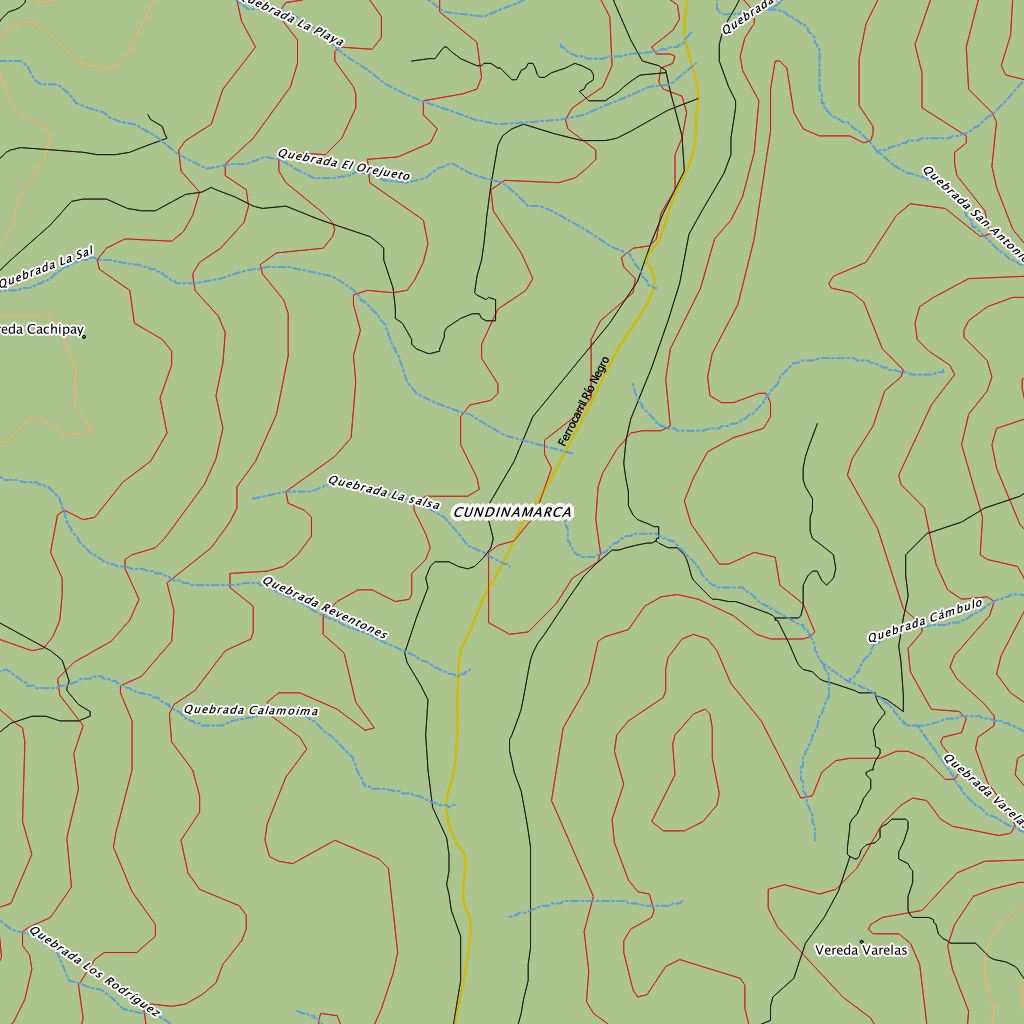 Quebrada La Playa
Quebrada
Quebrada El Orejueto
Quebrada San Antonio
Quebrada La Sal
reda Cachipay
Ferrocarril Río Negro
Quebrada La salsa
CUNDINAMARCA
Quebrada Reventones
Quebrada Cámbulo
Quebrada Calamoima
Quebrada Varelas
Quebrada Los Rodríguez
Vereda Varelas